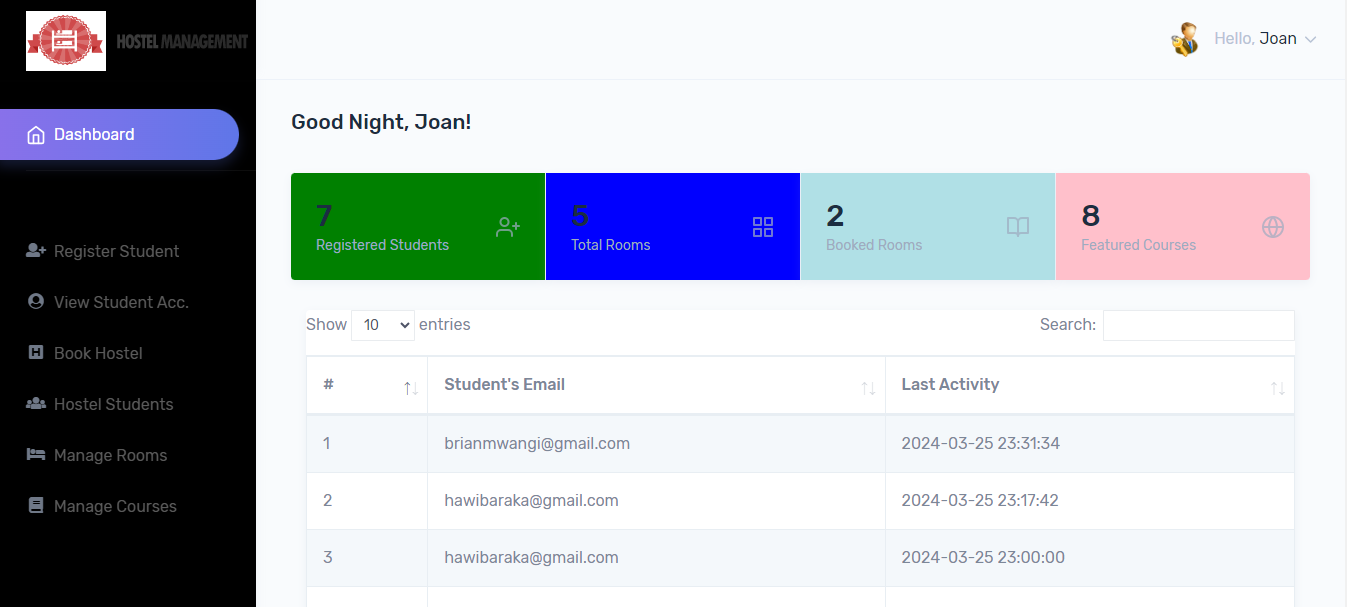 HOSTEL MANAGEMENT
Hello, Joan
Dashboard
Register Student
View Student Acc.
Book Hostel
Hostel Students
Manage Rooms
Manage Courses
Good Night, Joan!
7
Registered Students
5
Total Rooms
2
Booked Rooms
8
Featured Courses
Show 10 entries
Search:
# Student's Email Last Activity
1 brianmwangi@gmail.com 2024-03-25 23:31:34
2 hawibaraka@gmail.com 2024-03-25 23:17:42
3 hawibaraka@gmail.com 2024-03-25 23:00:00